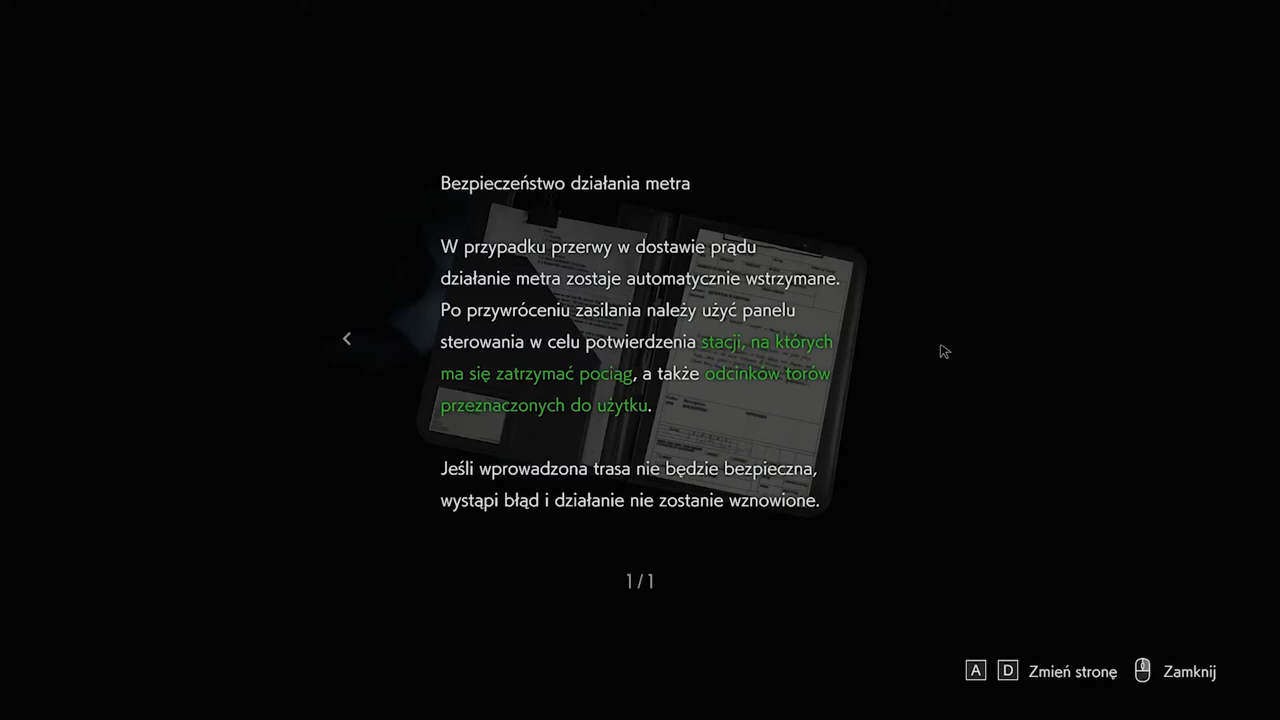 Bezpieczeństwo działania metra
W przypadku przerwy w dostawie prądu
działanie metra zostaje automatycznie wstrzymane.
Po przywróceniu zasilania należy użyć panelu
sterowania w celu potwierdzenia stacji, na których
ma się zatrzymać pociąg, a także odcinków torów
przeznaczonych do użytku.
Jeśli wprowadzona trasa nie będzie bezpieczna,
wystąpi błąd i działanie nie zostanie wznowione.
1 / 1
A D Zmień stronę Zamknij